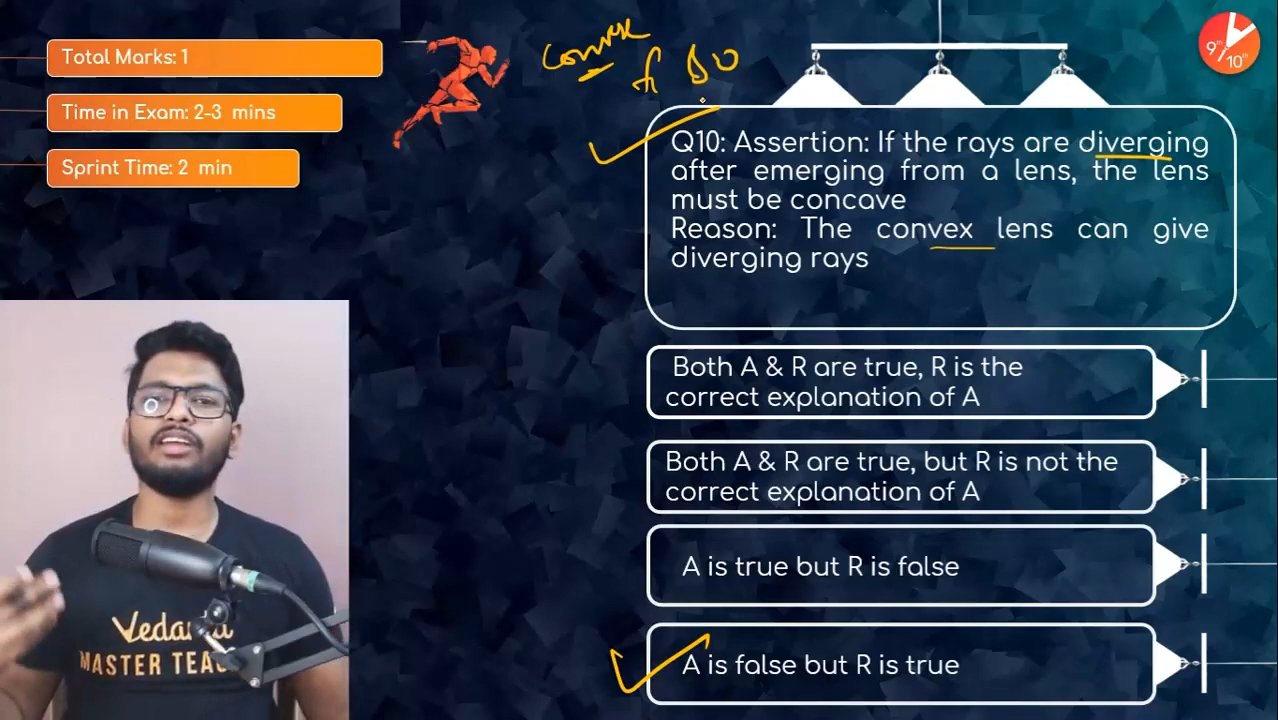 Total Marks: 1
Time in Exam: 2-3 mins
Sprint Time: 2 min
Convex
9th
10th
Q10: Assertion: If the rays are diverging
after emerging from a lens, the lens
must be concave
Reason: The convex lens can give
diverging rays
Both A & R are true, R is the
correct explanation of A
Both A & R are true, but R is not the
correct explanation of A
A is true but R is false
A is false but R is true
MASTER